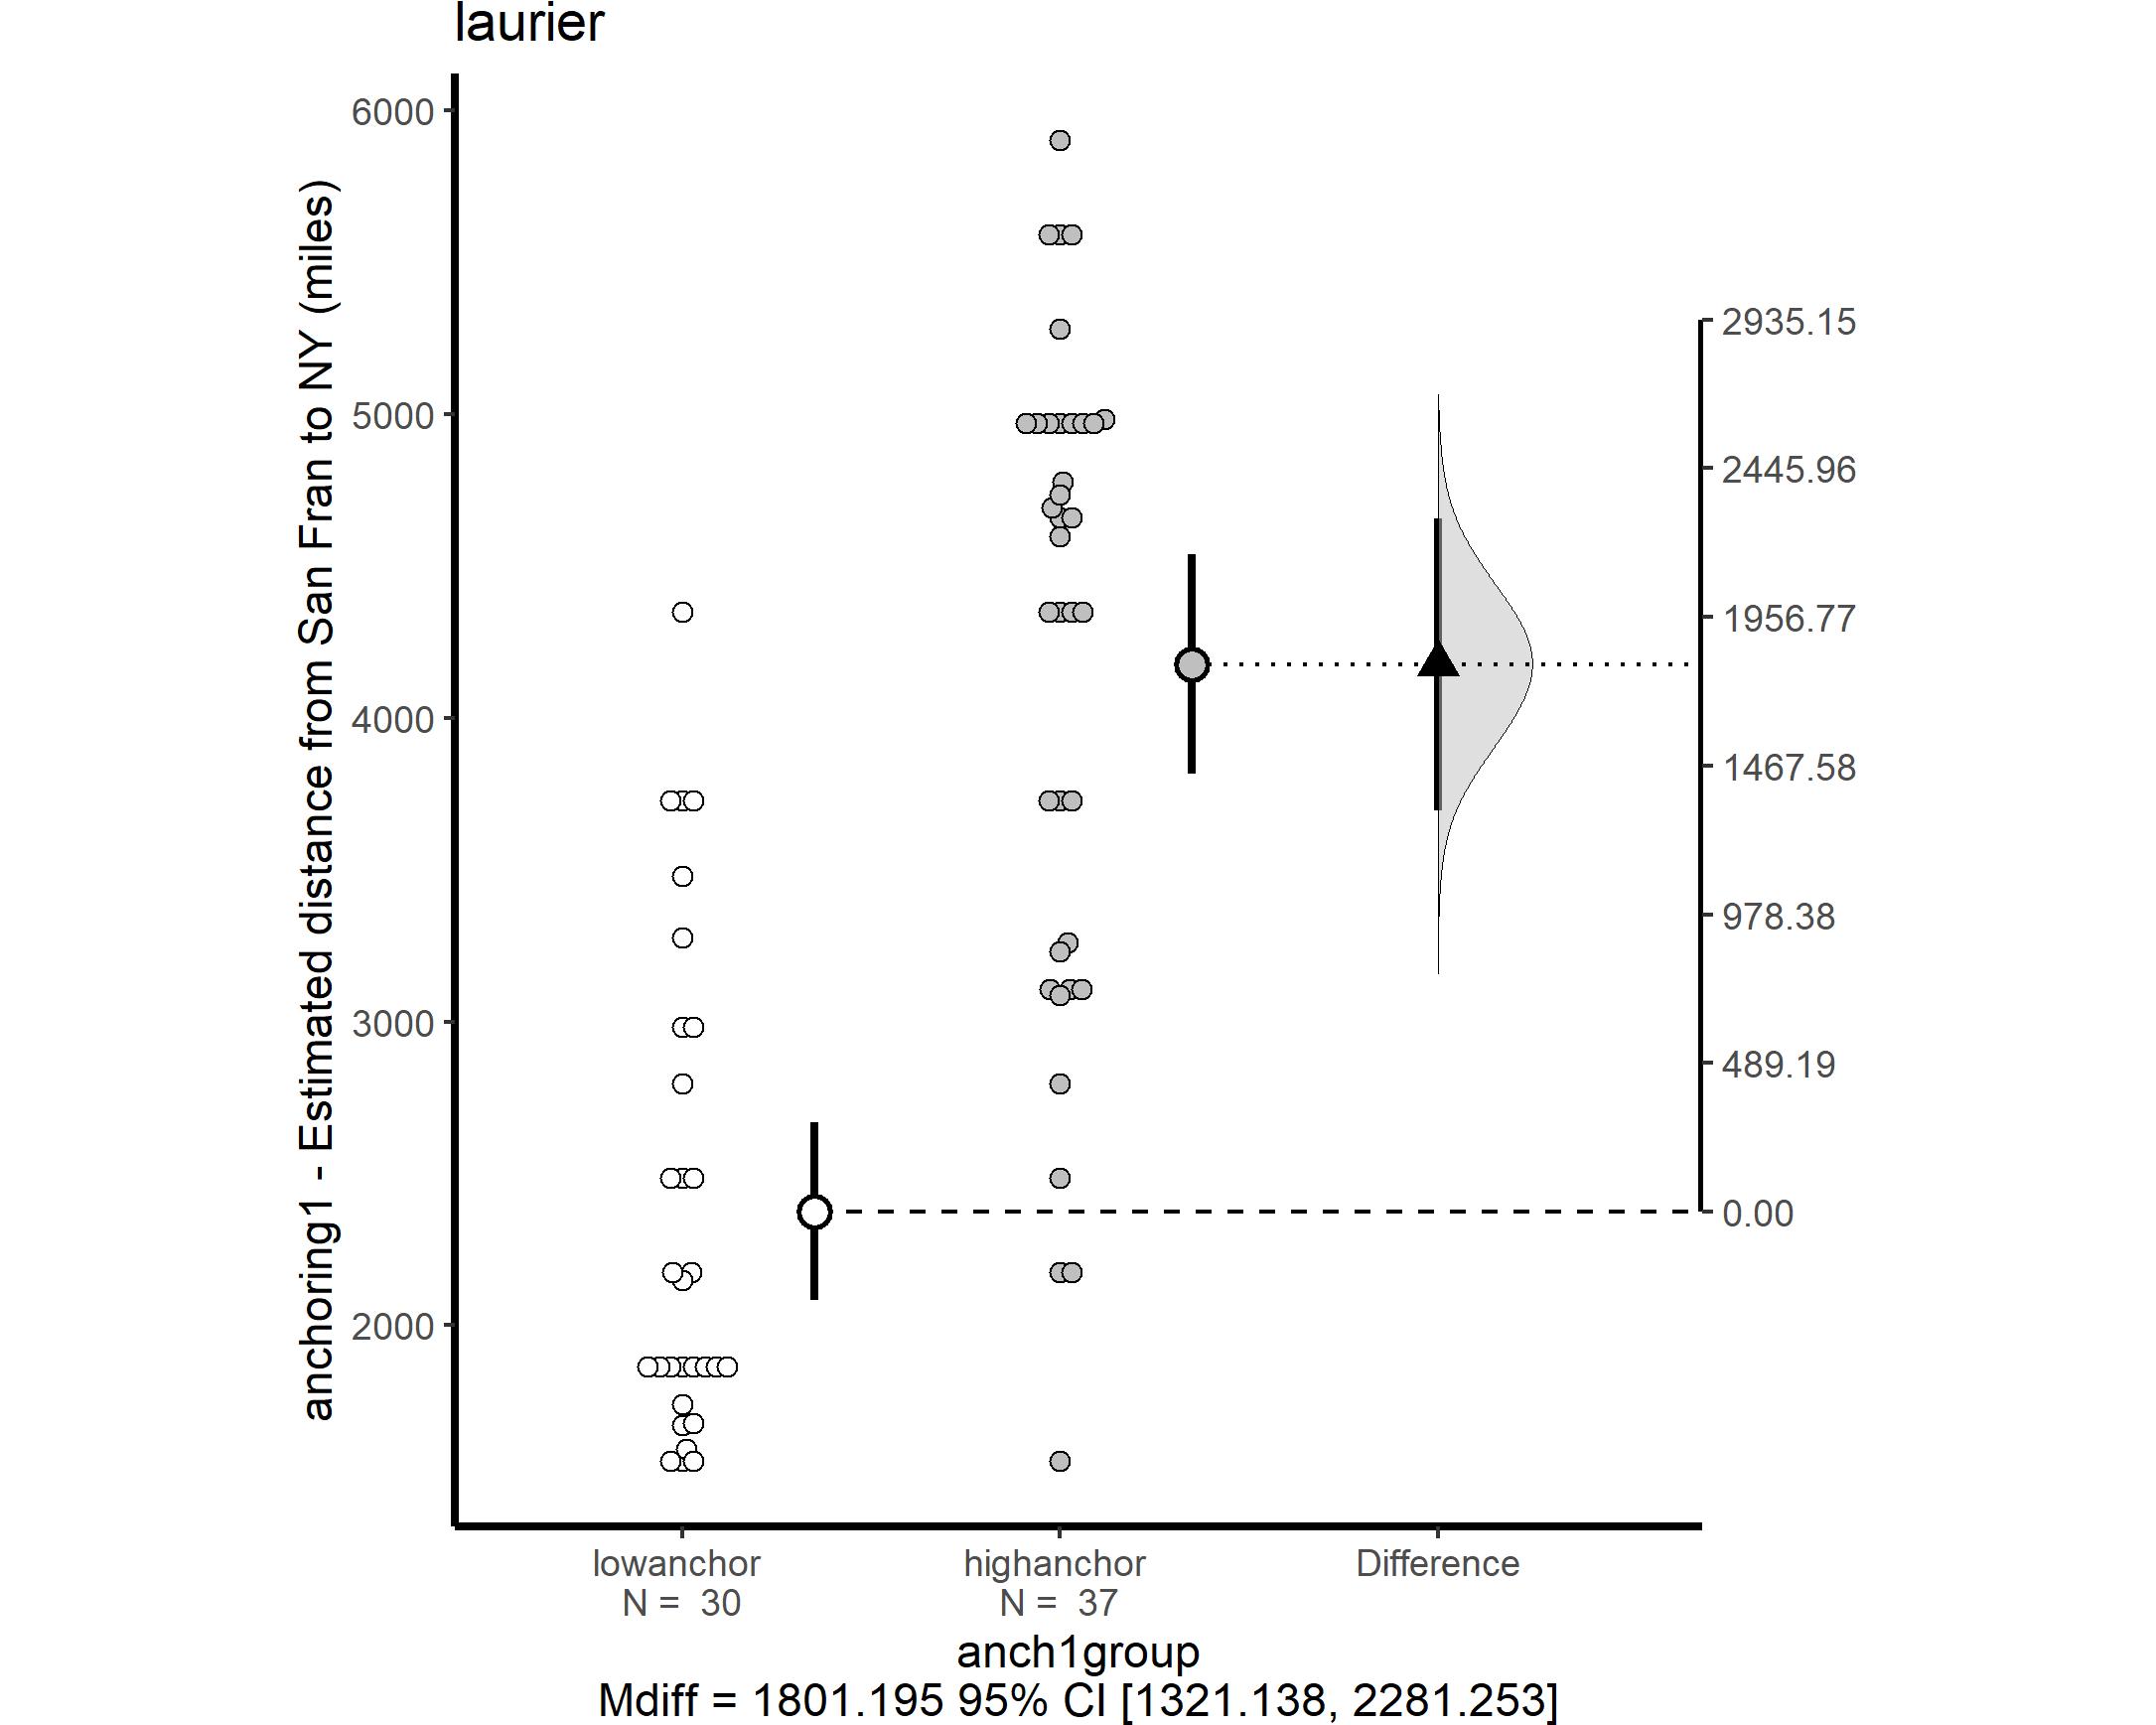 laurier
anchoring1 - Estimated distance from San Fran to NY (miles)
6000
5000
4000
3000
2000
2935.15
2445.96
1956.77
1467.58
978.38
489.19
0.00
lowanchor
N =  30
highanchor
N =  37
Difference
anch1group
Mdiff = 1801.195 95% CI [1321.138, 2281.253]